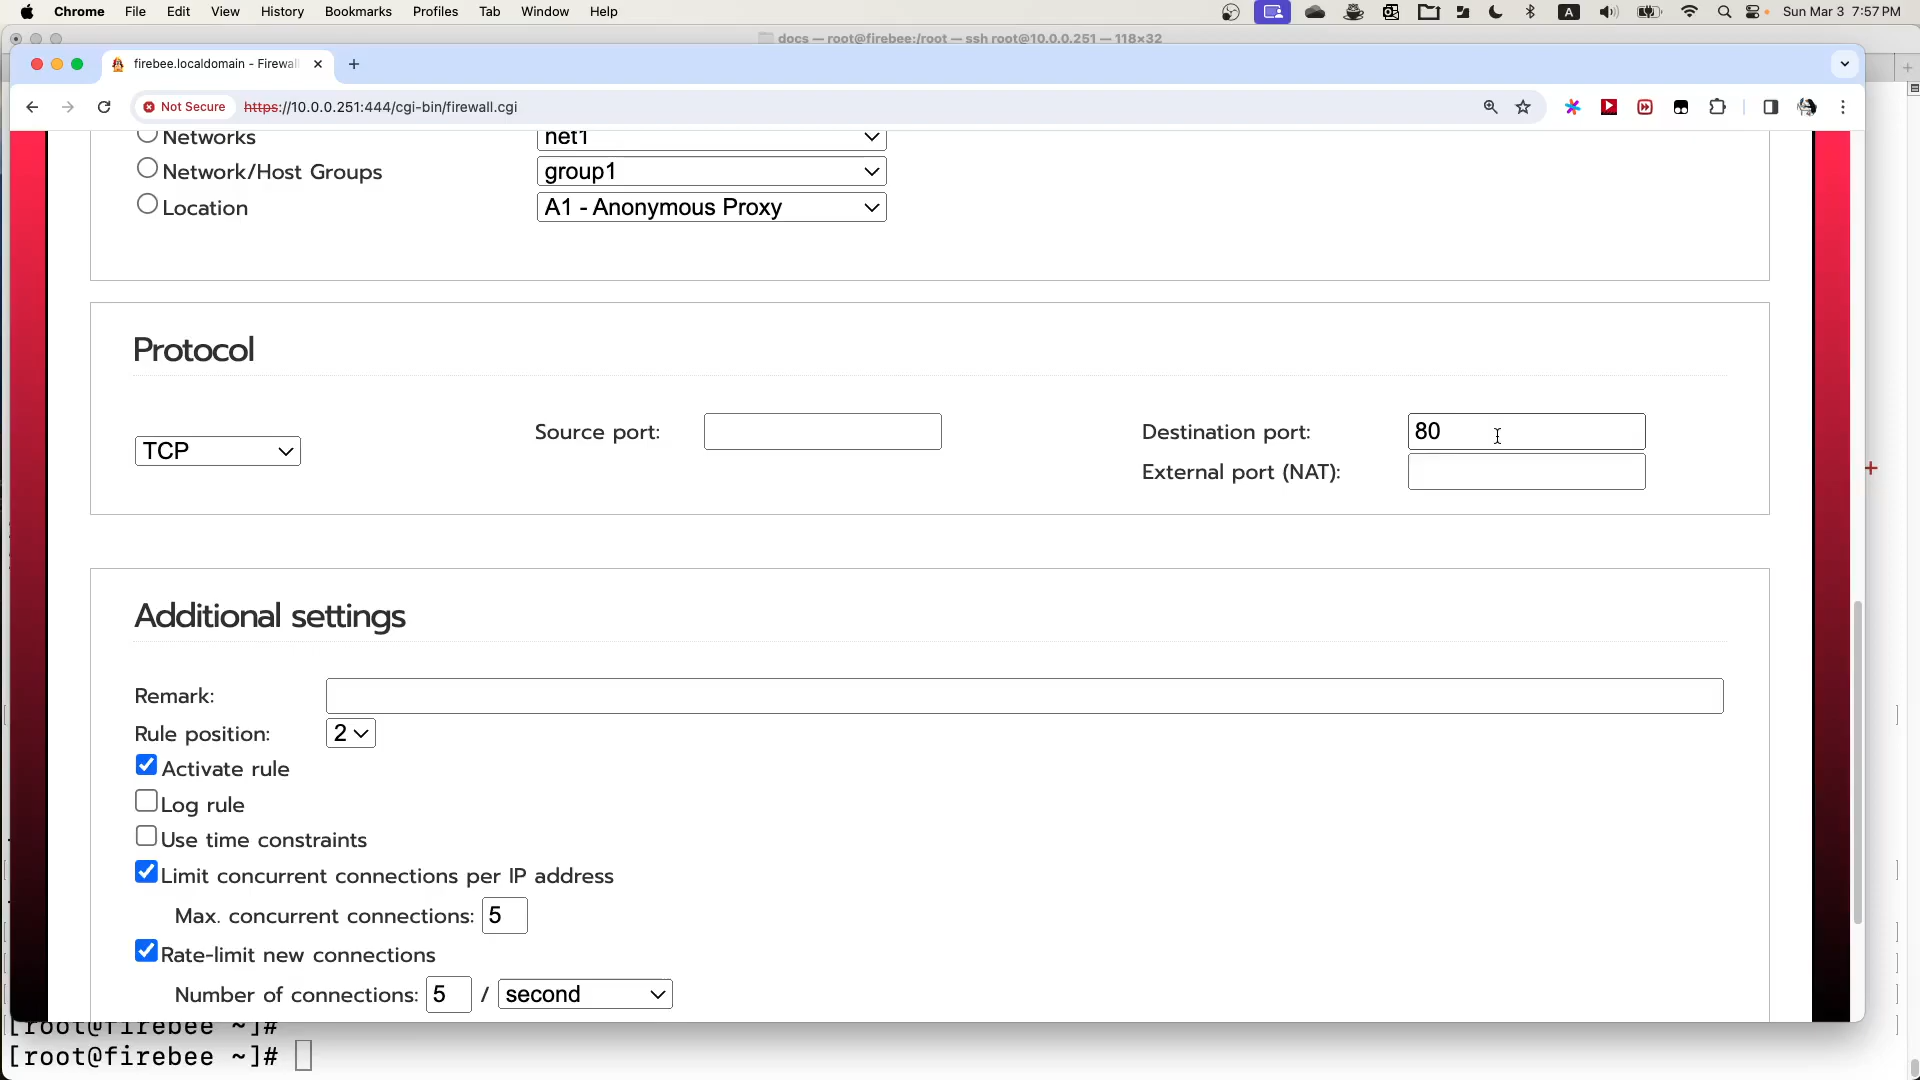 Chrome File Edit View History Bookmarks Profiles Tab Window Help A Sun Mar 3 7:57 PM
docs — root@firebee:/root — ssh root@10.0.0.251 — 118×32
firebee.localdomain - Firewall
Not Secure https://10.0.0.251:444/cgi-bin/firewall.cgi
Networks net1
Network/Host Groups group1
Location A1 - Anonymous Proxy
Protocol
TCP Source port: Destination port: 80
External port (NAT):
Additional settings
Remark:
Rule position: 2
Activate rule
Log rule
Use time constraints
Limit concurrent connections per IP address
Max. concurrent connections: 5
Rate-limit new connections
Number of connections: 5 / second
[root@firebee ~]#
[root@firebee ~]#